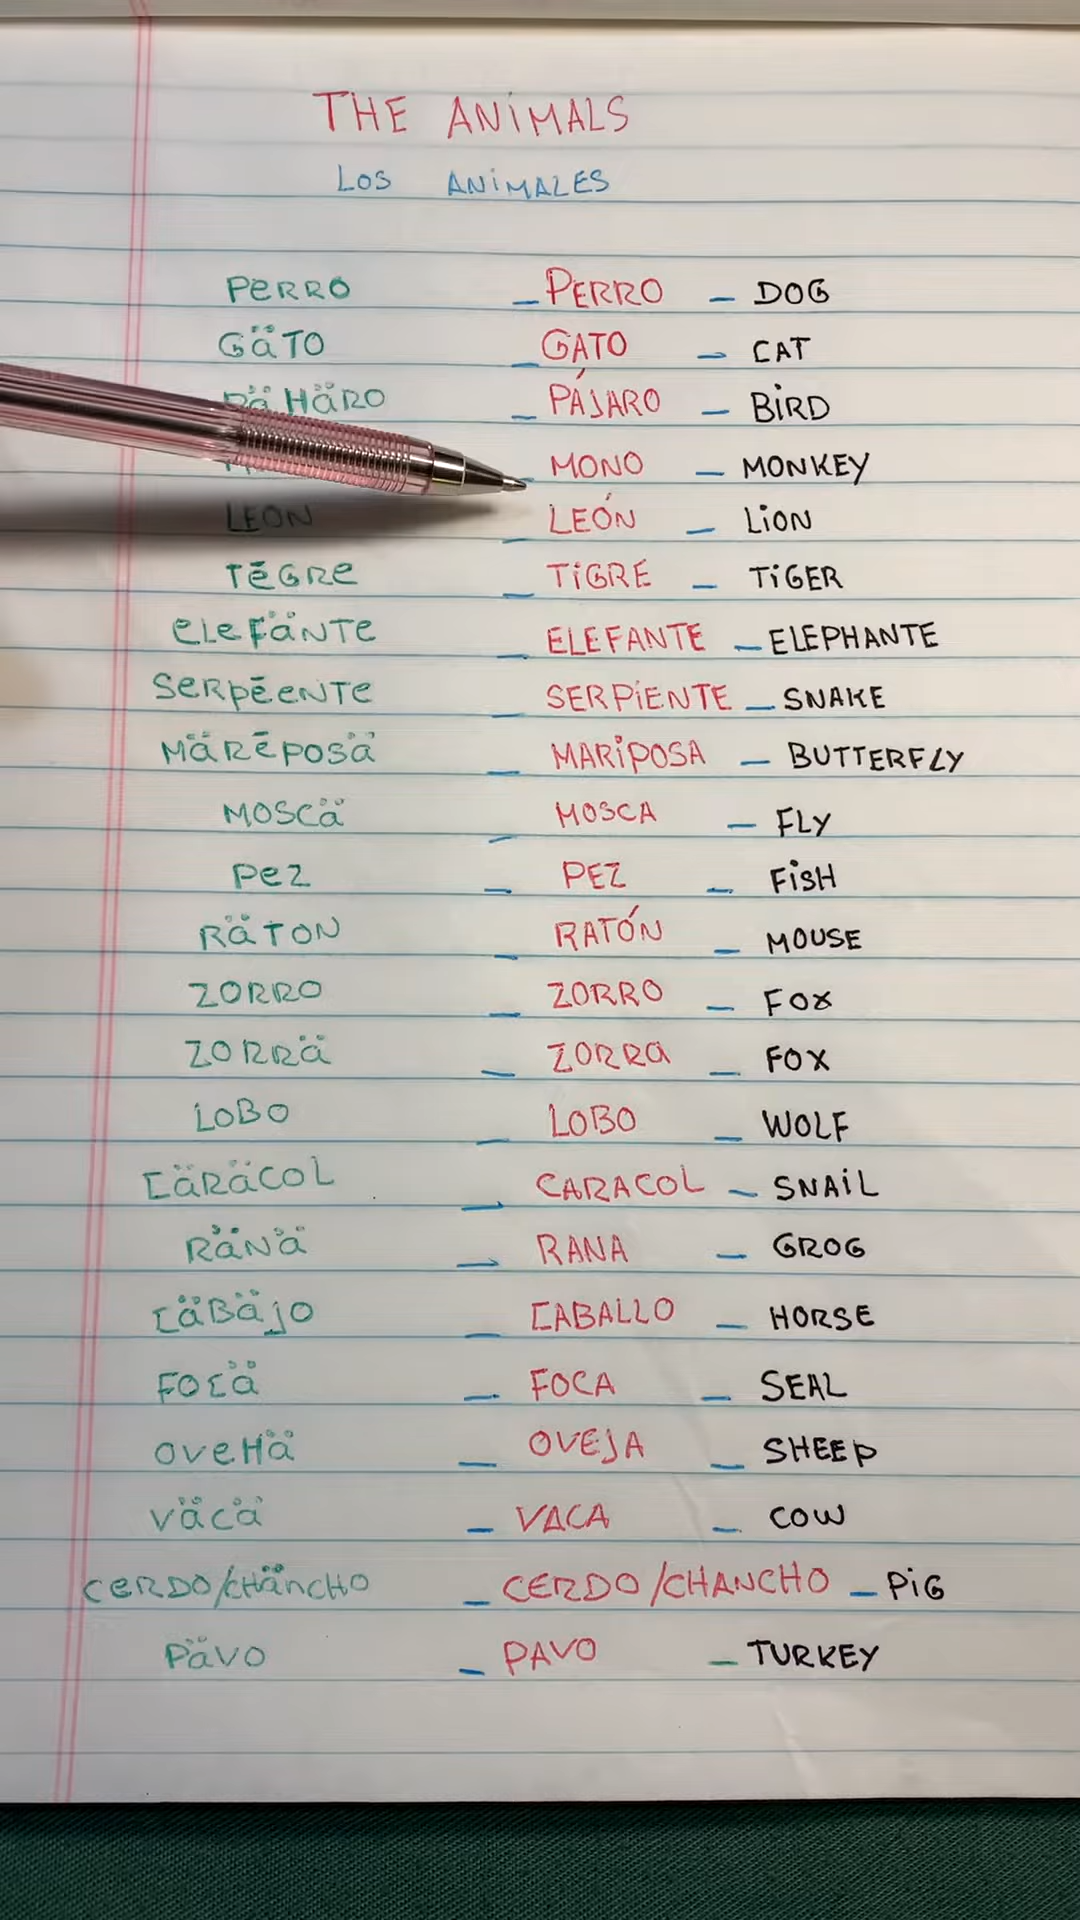 THE ANiMALS
LOS ANiMALES
PeRRO _ PERRO - DOG
GäTO _ GATO - CAT
PäHäRO _ PÁJARO - BiRD
_ MONO - MONKEY
LEON _ LEÓN - LiON
TēGRe _ TiGRE - TiGER
eLeFäNTe _ ELEFANTE - ELEPHANTE
SeRpēeNTe _ SERPiENTE - SNAKE
MäRēposä _ MARiPOSA - BUTTERFLY
MOSCä _ MOSCA - FLY
Pez _ PEZ - FiSH
RäTON _ RATÓN - MOUSE
ZORRO _ ZORRO - FOX
ZORRä _ ZORRA - FOX
LOBO _ LOBO - WOLF
CäRäCOL _ CARACOL - SNAiL
RäNä _ RANA - GROG
CäBäjO _ CABALLO - HORSE
FOCä _ FOCA - SEAL
OVeHä _ OVEJA - SHEEP
Väcä _ VACA - COW
CeRDO/CHäncHO _ CERDO/CHANCHO - PiG
PäVO _ PAVO - TURKEY